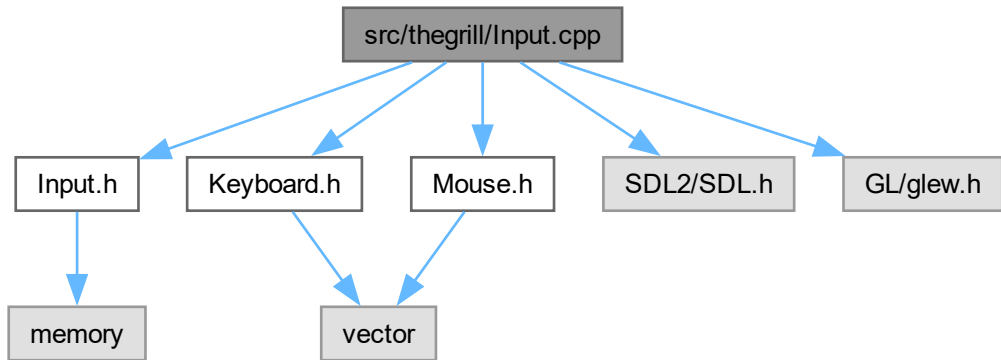 src/thegrill/Input.cpp
Input.h
Keyboard.h
Mouse.h
SDL2/SDL.h
GL/glew.h
memory
vector